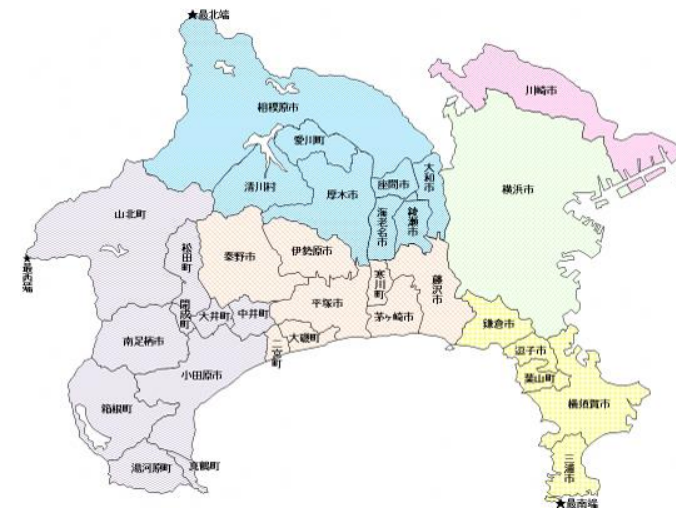 ★最北端
川崎市
相模原市
愛川町
大和市
座間市
清川村
厚木市
横浜市
山北町
海老名市
綾瀬市
松田町
秦野市
伊勢原市
★最西端
寒川町
藤沢市
開成町
大井町
中井町
平塚市
茅ヶ崎市
鎌倉市
南足柄市
二宮町
大磯町
逗子市
小田原市
葉山町
箱根町
横須賀市
湯河原町
真鶴町
三浦市
★最南端